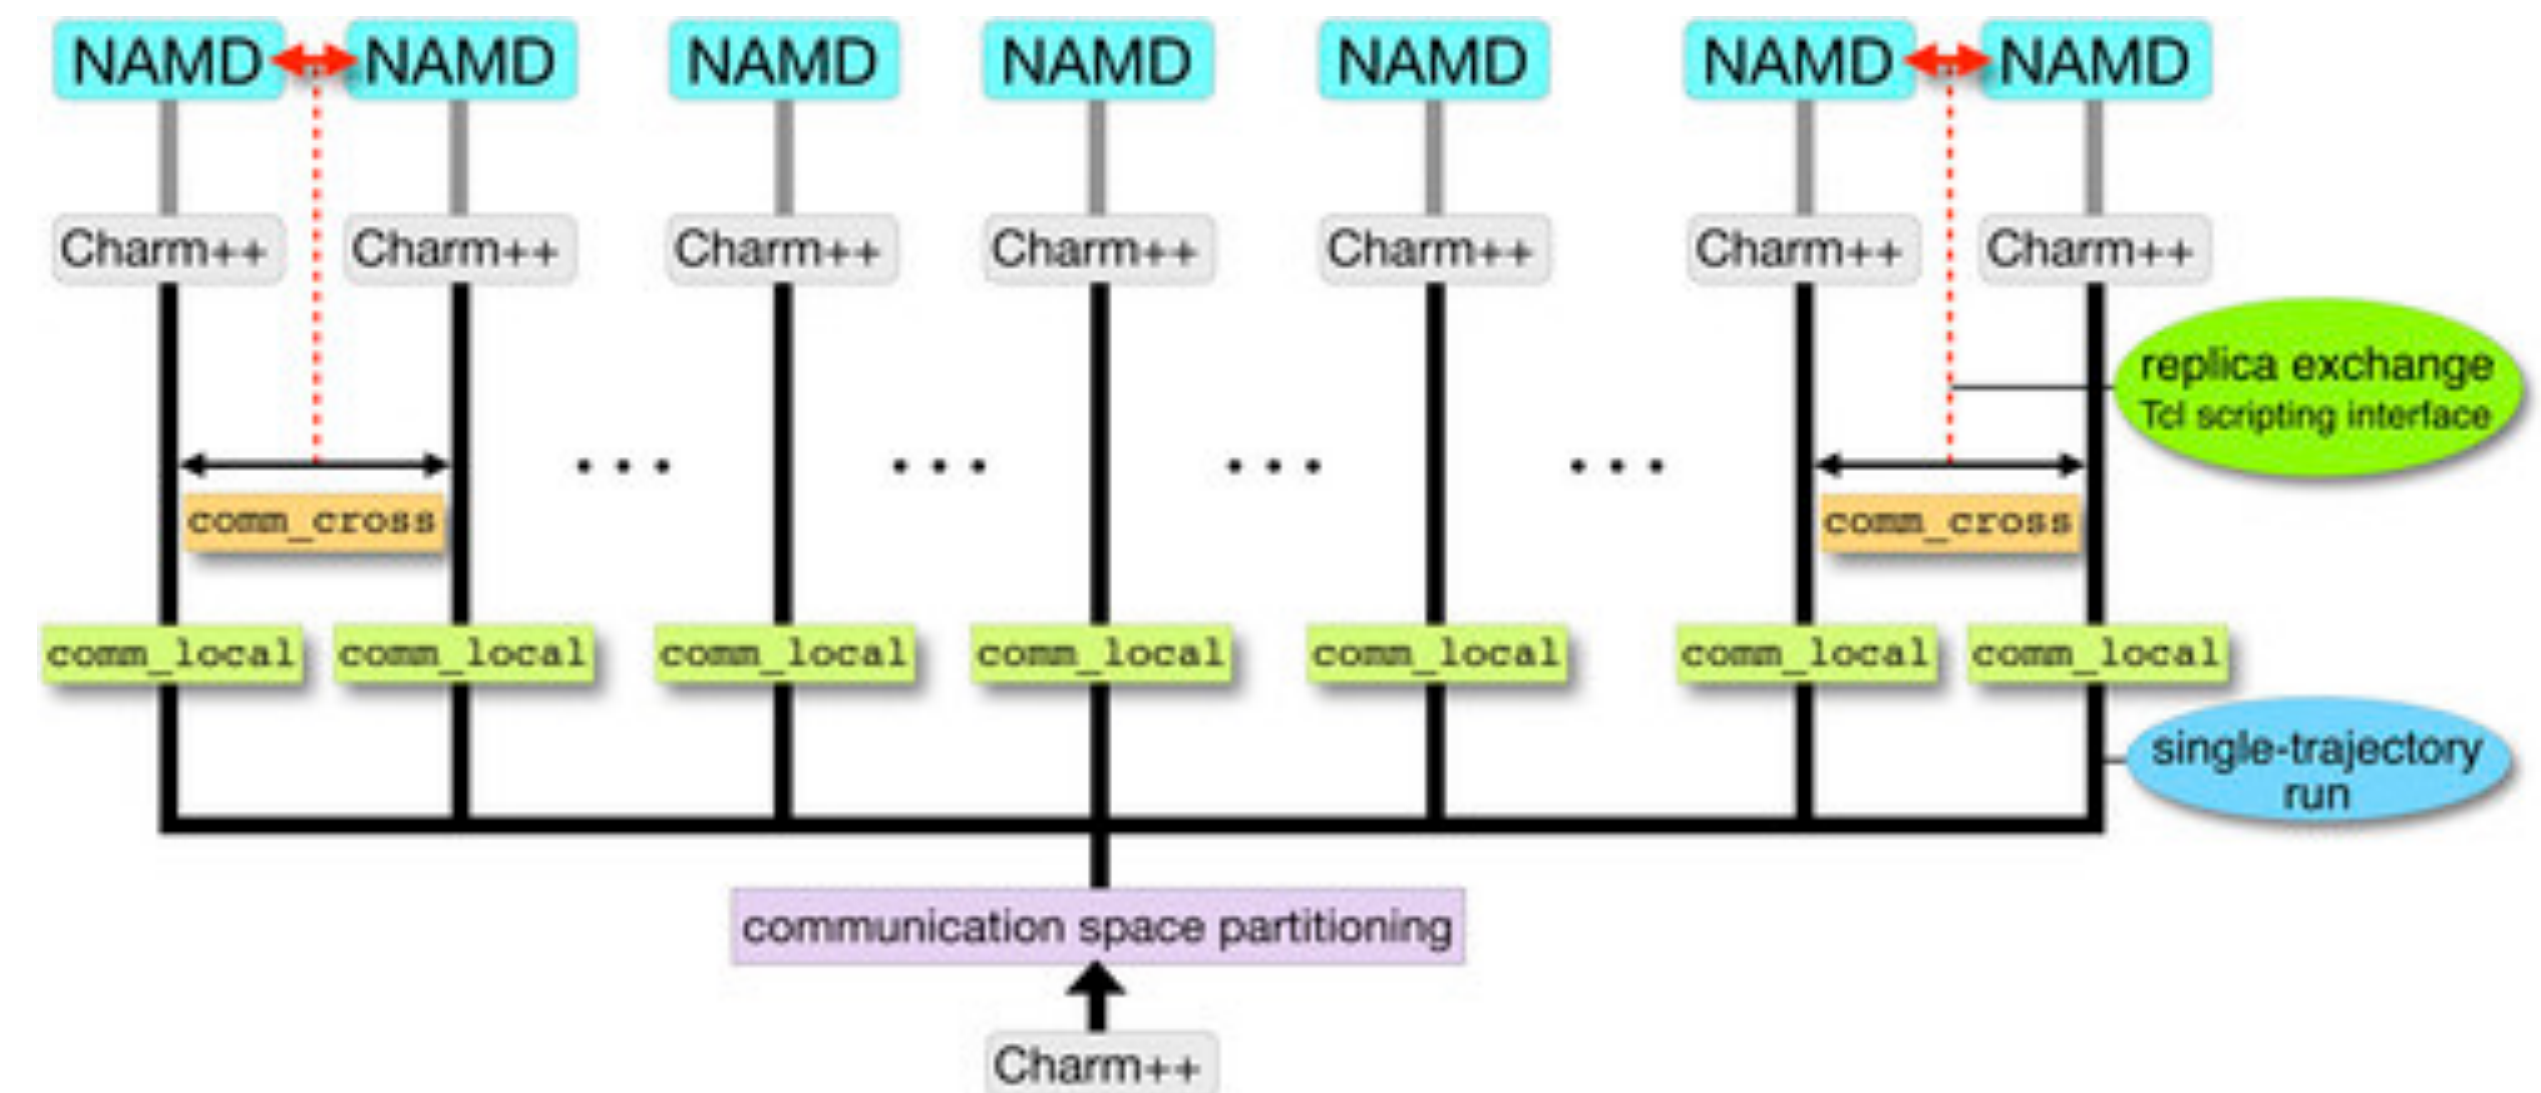 NAMD NAMD NAMD NAMD NAMD NAMD NAMD
Charm++ Charm++ Charm++ Charm++ Charm++ Charm++ Charm++
replica exchange
Tcl scripting interface
. . . . . . . . . . . .
comm_cross comm_cross
comm_local comm_local comm_local comm_local comm_local comm_local comm_local
single-trajectory
run
communication space partitioning
Charm++